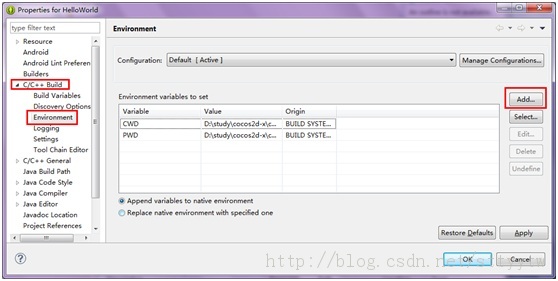 Properties for HelloWorld
type filter text
Resource
Android
Android Lint Preferen
Builders
C/C++ Build
Build Variables
Discovery Options
Environment
Logging
Settings
Tool Chain Editor
C/C++ General
Java Build Path
Java Code Style
Java Compiler
Java Editor
Javadoc Location
Project References
Environment
Configuration: Default [ Active ] Manage Configurations...
Environment variables to set
Add...
Variable Value Origin
Select...
CWD D:\study\cocos2d-x\c... BUILD SYSTE...
PWD D:\study\cocos2d-x\c... BUILD SYSTE...
Edit...
Delete
Undefine
Append variables to native environment
Replace native environment with specified one
Restore Defaults Apply
OK Cancel